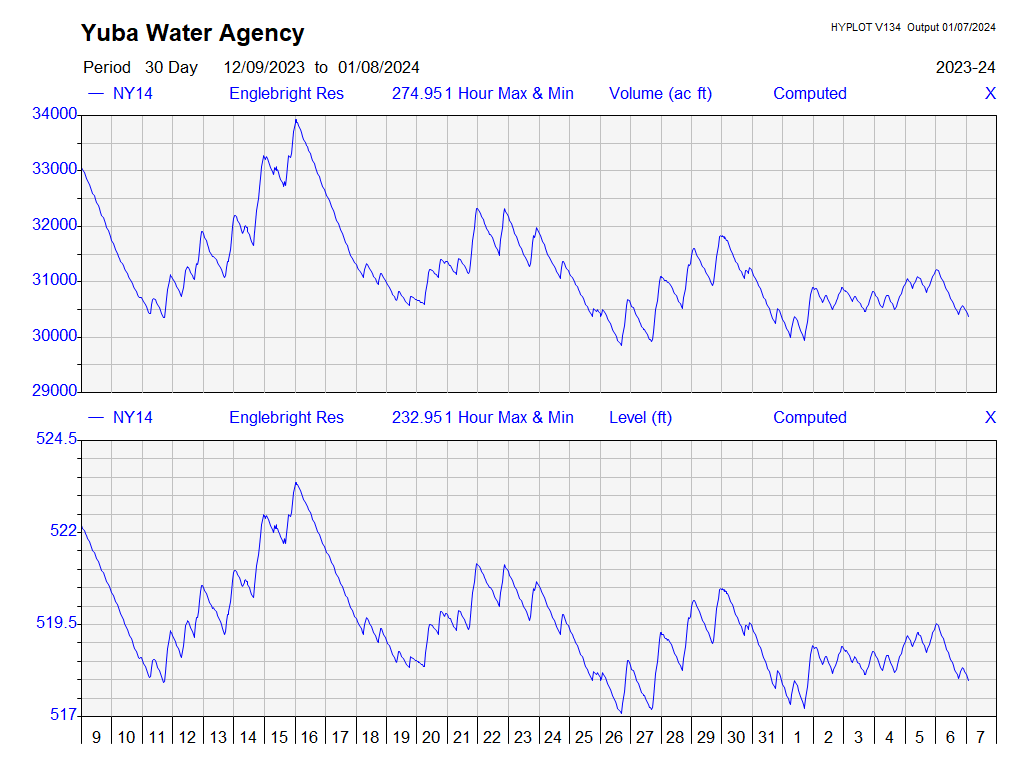 Yuba Water Agency
HYPLOT V134 Output 01/07/2024
Period 30 Day 12/09/2023 to 01/08/2024 2023-24
NY14 Englebright Res 274.951 Hour Max & Min Volume (ac ft) Computed X
34000
33000
32000
31000
30000
29000
NY14 Englebright Res 232.951 Hour Max & Min Level (ft) Computed X
524.5
522
519.5
517
9 10 11 12 13 14 15 16 17 18 19 20 21 22 23 24 25 26 27 28 29 30 31 1 2 3 4 5 6 7